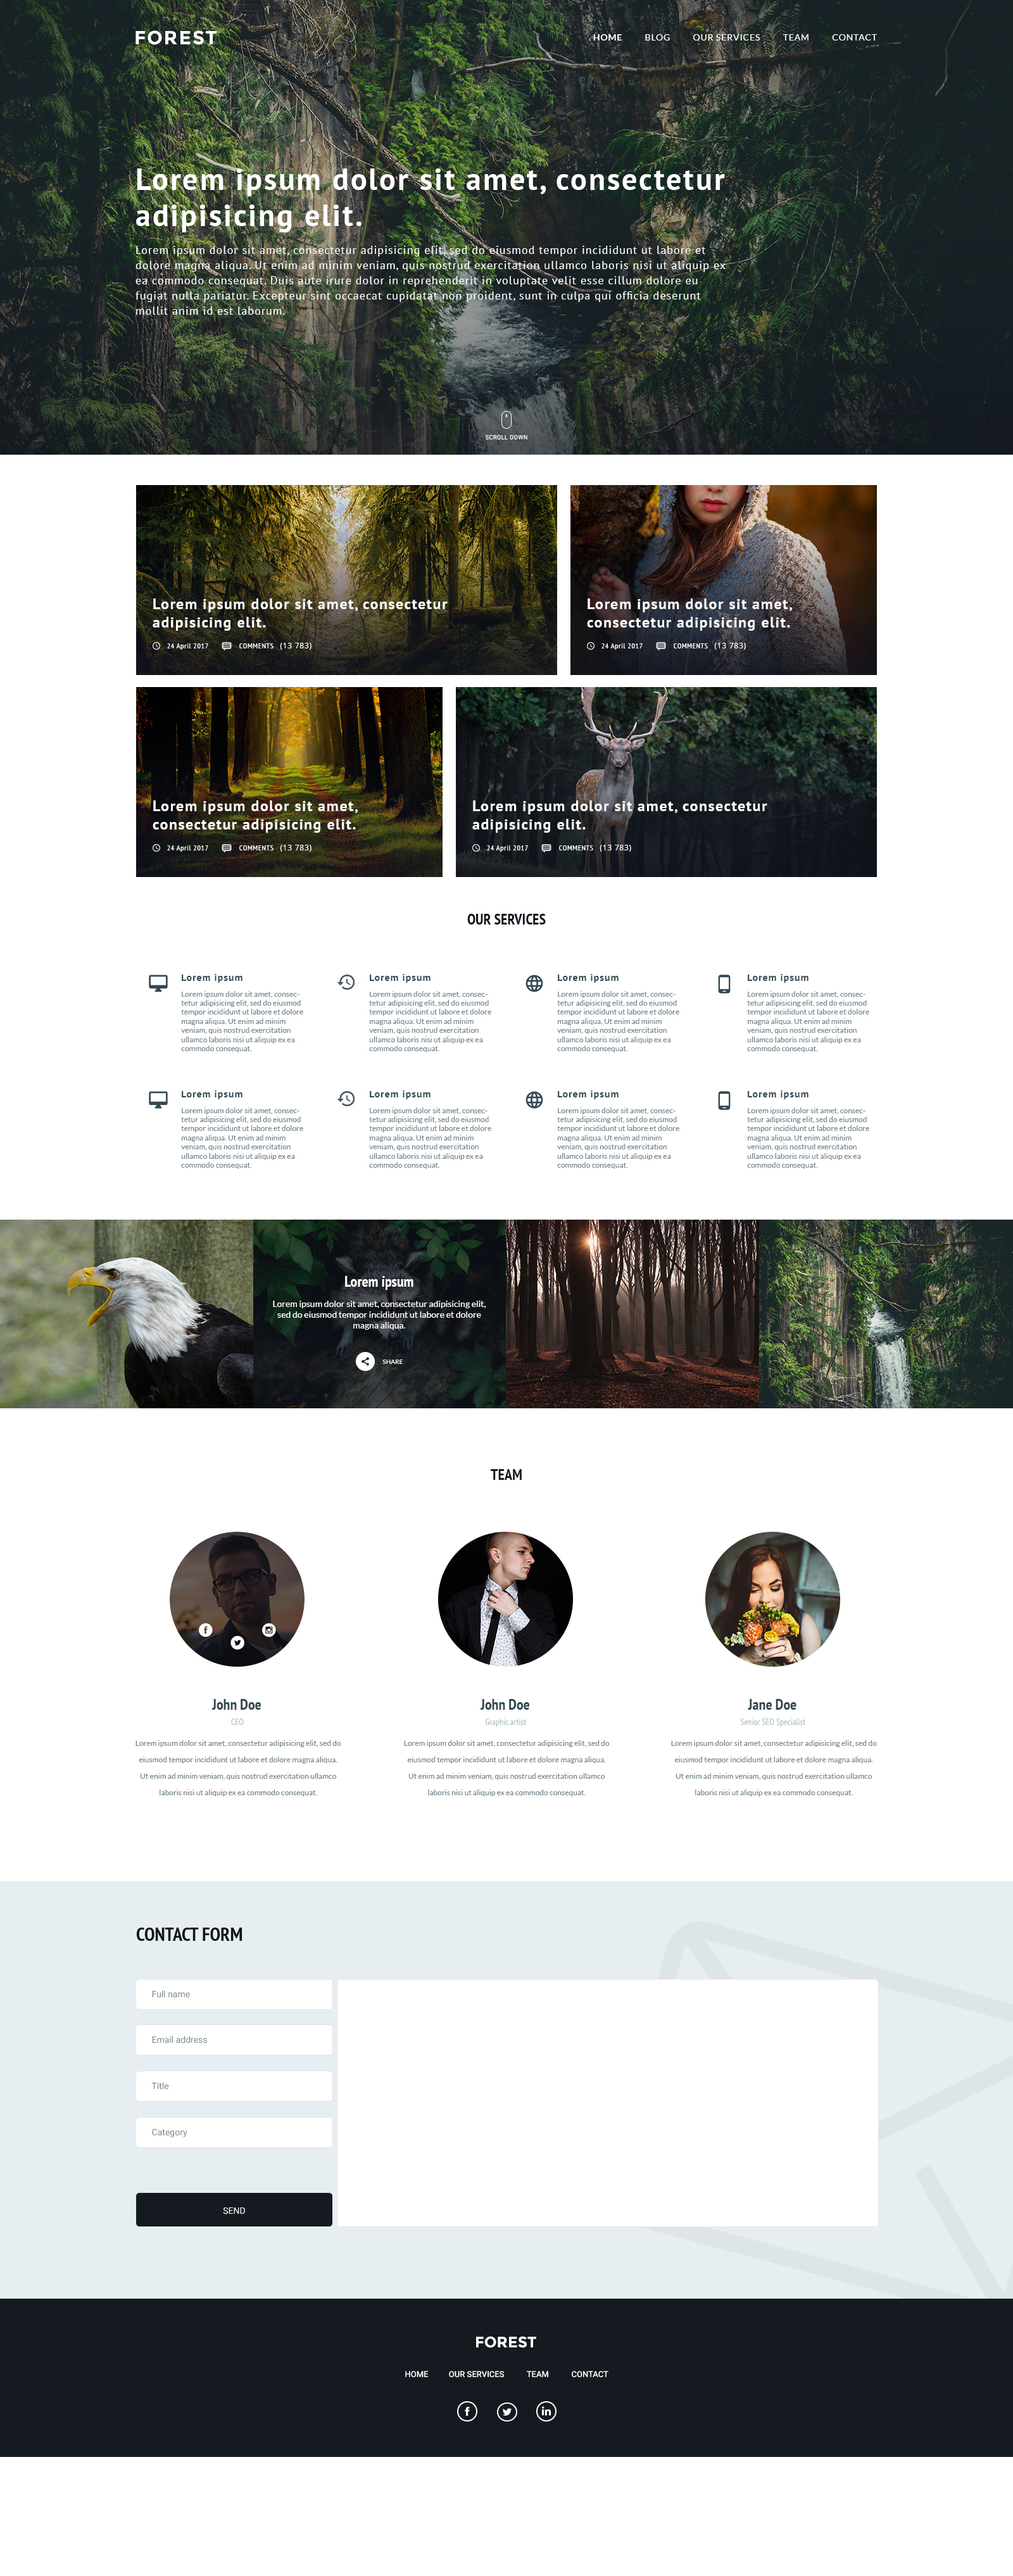 FOREST
HOME BLOG OUR SERVICES TEAM CONTACT
Lorem ipsum dolor sit amet, consectetur
adipisicing elit.
Lorem ipsum dolor sit amet, consectetur adipisicing elit, sed do eiusmod tempor incididunt ut labore et
dolore magna aliqua. Ut enim ad minim veniam, quis nostrud exercitation ullamco laboris nisi ut aliquip ex
ea commodo consequat. Duis aute irure dolor in reprehenderit in voluptate velit esse cillum dolore eu
fugiat nulla pariatur. Excepteur sint occaecat cupidatat non proident, sunt in culpa qui officia deserunt
mollit anim id est laborum.
SCROLL DOWN
Lorem ipsum dolor sit amet, consectetur
adipisicing elit.
24 April 2017 COMMENTS (13 783)
Lorem ipsum dolor sit amet,
consectetur adipisicing elit.
24 April 2017 COMMENTS (13 783)
Lorem ipsum dolor sit amet,
consectetur adipisicing elit.
24 April 2017 COMMENTS (13 783)
Lorem ipsum dolor sit amet, consectetur
adipisicing elit.
24 April 2017 COMMENTS (13 783)
OUR SERVICES
Lorem ipsum
Lorem ipsum dolor sit amet, consec-
tetur adipisicing elit, sed do eiusmod
tempor incididunt ut labore et dolore
magna aliqua. Ut enim ad minim
veniam, quis nostrud exercitation
ullamco laboris nisi ut aliquip ex ea
commodo consequat.
Lorem ipsum
Lorem ipsum dolor sit amet, consec-
tetur adipisicing elit, sed do eiusmod
tempor incididunt ut labore et dolore
magna aliqua. Ut enim ad minim
veniam, quis nostrud exercitation
ullamco laboris nisi ut aliquip ex ea
commodo consequat.
Lorem ipsum
Lorem ipsum dolor sit amet, consec-
tetur adipisicing elit, sed do eiusmod
tempor incididunt ut labore et dolore
magna aliqua. Ut enim ad minim
veniam, quis nostrud exercitation
ullamco laboris nisi ut aliquip ex ea
commodo consequat.
Lorem ipsum
Lorem ipsum dolor sit amet, consec-
tetur adipisicing elit, sed do eiusmod
tempor incididunt ut labore et dolore
magna aliqua. Ut enim ad minim
veniam, quis nostrud exercitation
ullamco laboris nisi ut aliquip ex ea
commodo consequat.
Lorem ipsum
Lorem ipsum dolor sit amet, consec-
tetur adipisicing elit, sed do eiusmod
tempor incididunt ut labore et dolore
magna aliqua. Ut enim ad minim
veniam, quis nostrud exercitation
ullamco laboris nisi ut aliquip ex ea
commodo consequat.
Lorem ipsum
Lorem ipsum dolor sit amet, consec-
tetur adipisicing elit, sed do eiusmod
tempor incididunt ut labore et dolore
magna aliqua. Ut enim ad minim
veniam, quis nostrud exercitation
ullamco laboris nisi ut aliquip ex ea
commodo consequat.
Lorem ipsum
Lorem ipsum dolor sit amet, consec-
tetur adipisicing elit, sed do eiusmod
tempor incididunt ut labore et dolore
magna aliqua. Ut enim ad minim
veniam, quis nostrud exercitation
ullamco laboris nisi ut aliquip ex ea
commodo consequat.
Lorem ipsum
Lorem ipsum dolor sit amet, consec-
tetur adipisicing elit, sed do eiusmod
tempor incididunt ut labore et dolore
magna aliqua. Ut enim ad minim
veniam, quis nostrud exercitation
ullamco laboris nisi ut aliquip ex ea
commodo consequat.
Lorem ipsum
Lorem ipsum dolor sit amet, consectetur adipisicing elit,
sed do eiusmod tempor incididunt ut labore et dolore
magna aliqua.
SHARE
TEAM
John Doe
CEO
Lorem ipsum dolor sit amet, consectetur adipisicing elit, sed do
eiusmod tempor incididunt ut labore et dolore magna aliqua.
Ut enim ad minim veniam, quis nostrud exercitation ullamco
laboris nisi ut aliquip ex ea commodo consequat.
John Doe
Graphic artist
Lorem ipsum dolor sit amet, consectetur adipisicing elit, sed do
eiusmod tempor incididunt ut labore et dolore magna aliqua.
Ut enim ad minim veniam, quis nostrud exercitation ullamco
laboris nisi ut aliquip ex ea commodo consequat.
Jane Doe
Senior SEO Specialist
Lorem ipsum dolor sit amet, consectetur adipisicing elit, sed do
eiusmod tempor incididunt ut labore et dolore magna aliqua.
Ut enim ad minim veniam, quis nostrud exercitation ullamco
laboris nisi ut aliquip ex ea commodo consequat.
CONTACT FORM
Full name
Email address
Title
Category
SEND
FOREST
HOME OUR SERVICES TEAM CONTACT